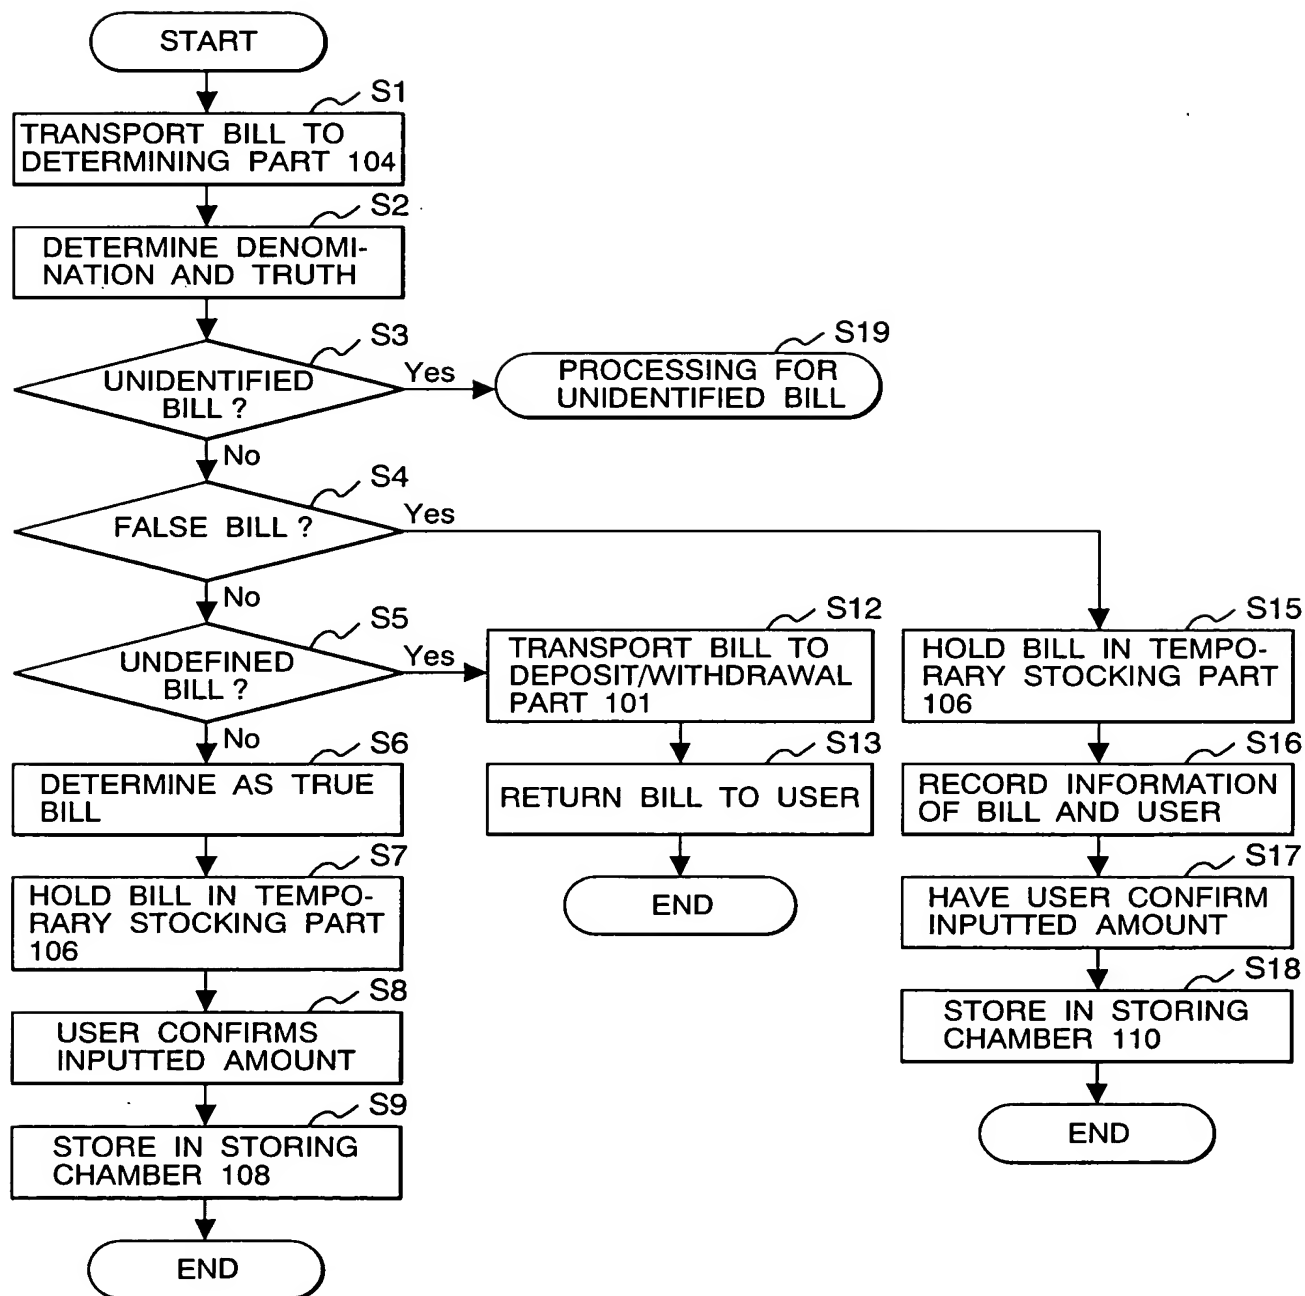 START
S1
TRANSPORT BILL TO
DETERMINING PART 104
S2
DETERMINE DENOMI-
NATION AND TRUTH
S3
UNIDENTIFIED
BILL ?
Yes
No
S19
PROCESSING FOR
UNIDENTIFIED BILL
S4
FALSE BILL ?
Yes
No
S5
UNDEFINED
BILL ?
Yes
No
S6
DETERMINE AS TRUE
BILL
S7
HOLD BILL IN TEMPO-
RARY STOCKING PART
106
S8
USER CONFIRMS
INPUTTED AMOUNT
S9
STORE IN STORING
CHAMBER 108
END
S12
TRANSPORT BILL TO
DEPOSIT/WITHDRAWAL
PART 101
S13
RETURN BILL TO USER
END
S15
HOLD BILL IN TEMPO-
RARY STOCKING PART
106
S16
RECORD INFORMATION
OF BILL AND USER
S17
HAVE USER CONFIRM
INPUTTED AMOUNT
S18
STORE IN STORING
CHAMBER 110
END